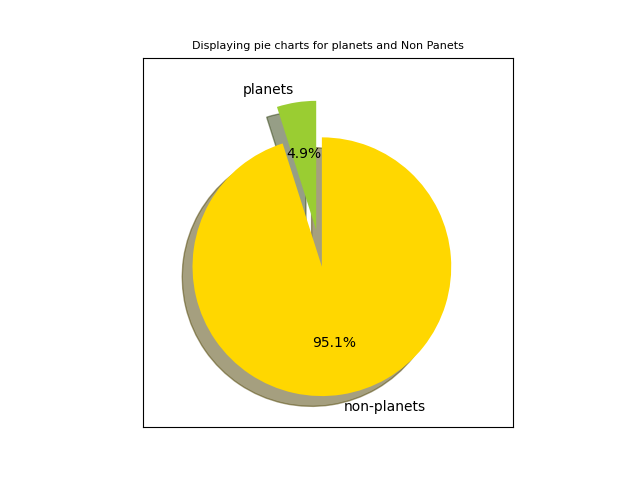 Displaying pie charts for planets and Non Panets
planets
4.9%
95.1%
non-planets